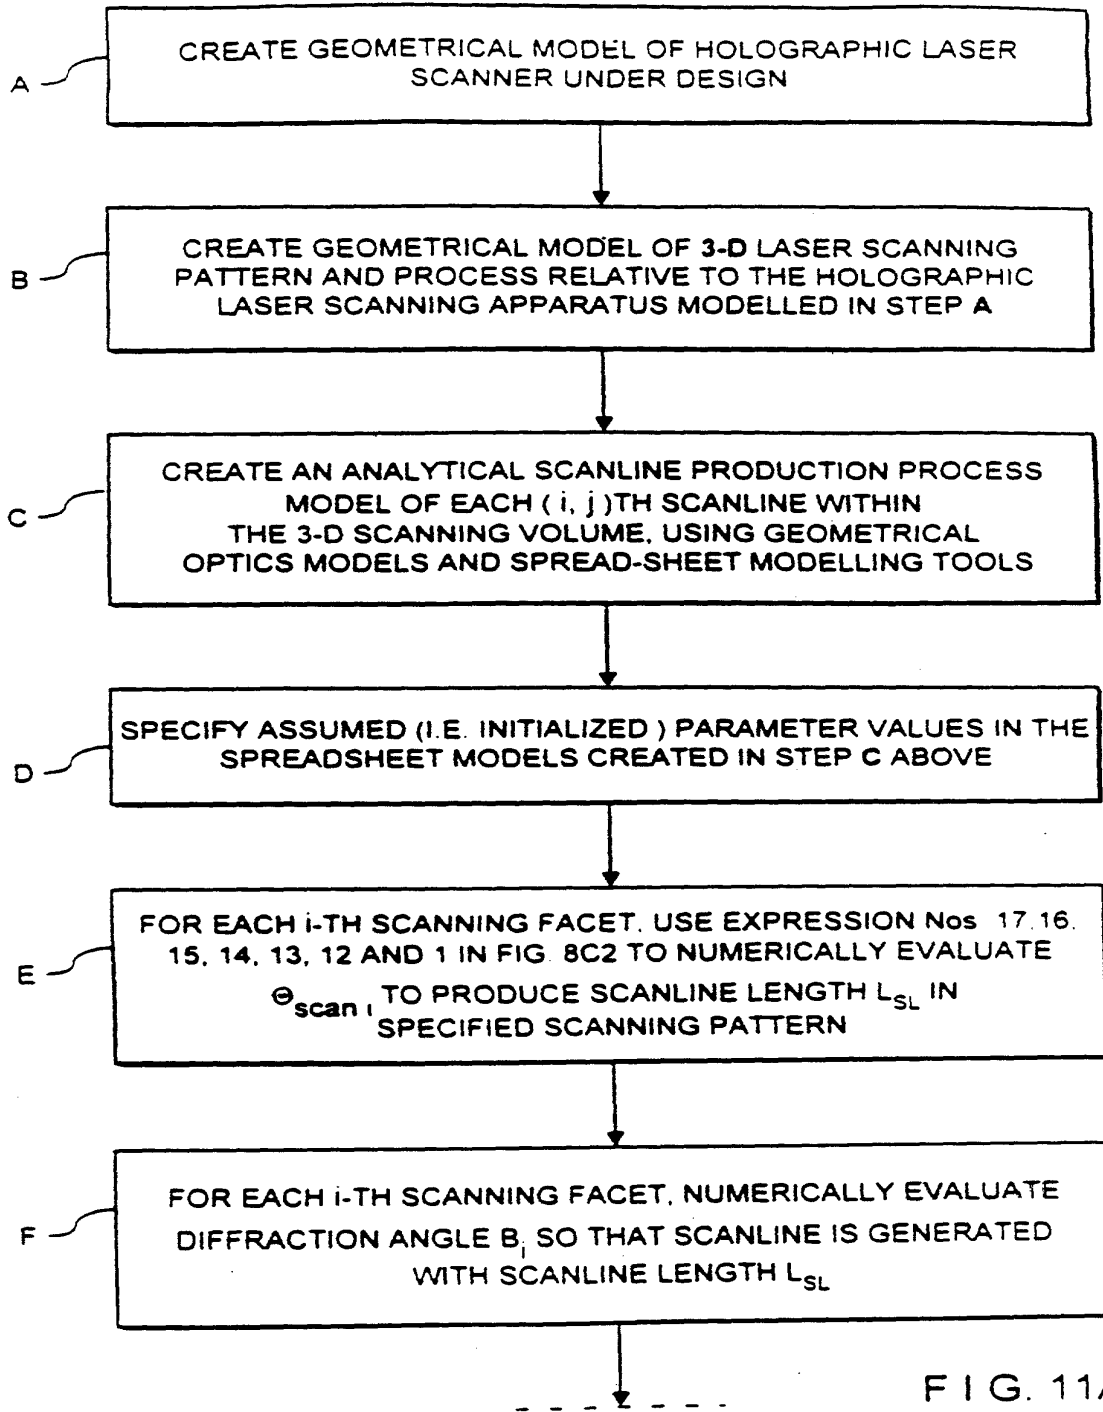 A
CREATE GEOMETRICAL MODEL OF HOLOGRAPHIC LASER
SCANNER UNDER DESIGN
B
CREATE GEOMETRICAL MODEL OF 3-D LASER SCANNING
PATTERN AND PROCESS RELATIVE TO THE HOLOGRAPHIC
LASER SCANNING APPARATUS MODELLED IN STEP A
C
CREATE AN ANALYTICAL SCANLINE PRODUCTION PROCESS
MODEL OF EACH ( i, j )TH SCANLINE WITHIN
THE 3-D SCANNING VOLUME, USING GEOMETRICAL
OPTICS MODELS AND SPREAD-SHEET MODELLING TOOLS
D
SPECIFY ASSUMED (I.E. INITIALIZED ) PARAMETER VALUES IN THE
SPREADSHEET MODELS CREATED IN STEP C ABOVE
E
FOR EACH i-TH SCANNING FACET, USE EXPRESSION Nos 17, 16,
15, 14, 13, 12 AND 1 IN FIG. 8C2 TO NUMERICALLY EVALUATE
Θscan i TO PRODUCE SCANLINE LENGTH LSL IN
SPECIFIED SCANNING PATTERN
F
FOR EACH i-TH SCANNING FACET, NUMERICALLY EVALUATE
DIFFRACTION ANGLE Bi SO THAT SCANLINE IS GENERATED
WITH SCANLINE LENGTH LSL
FIG. 11A